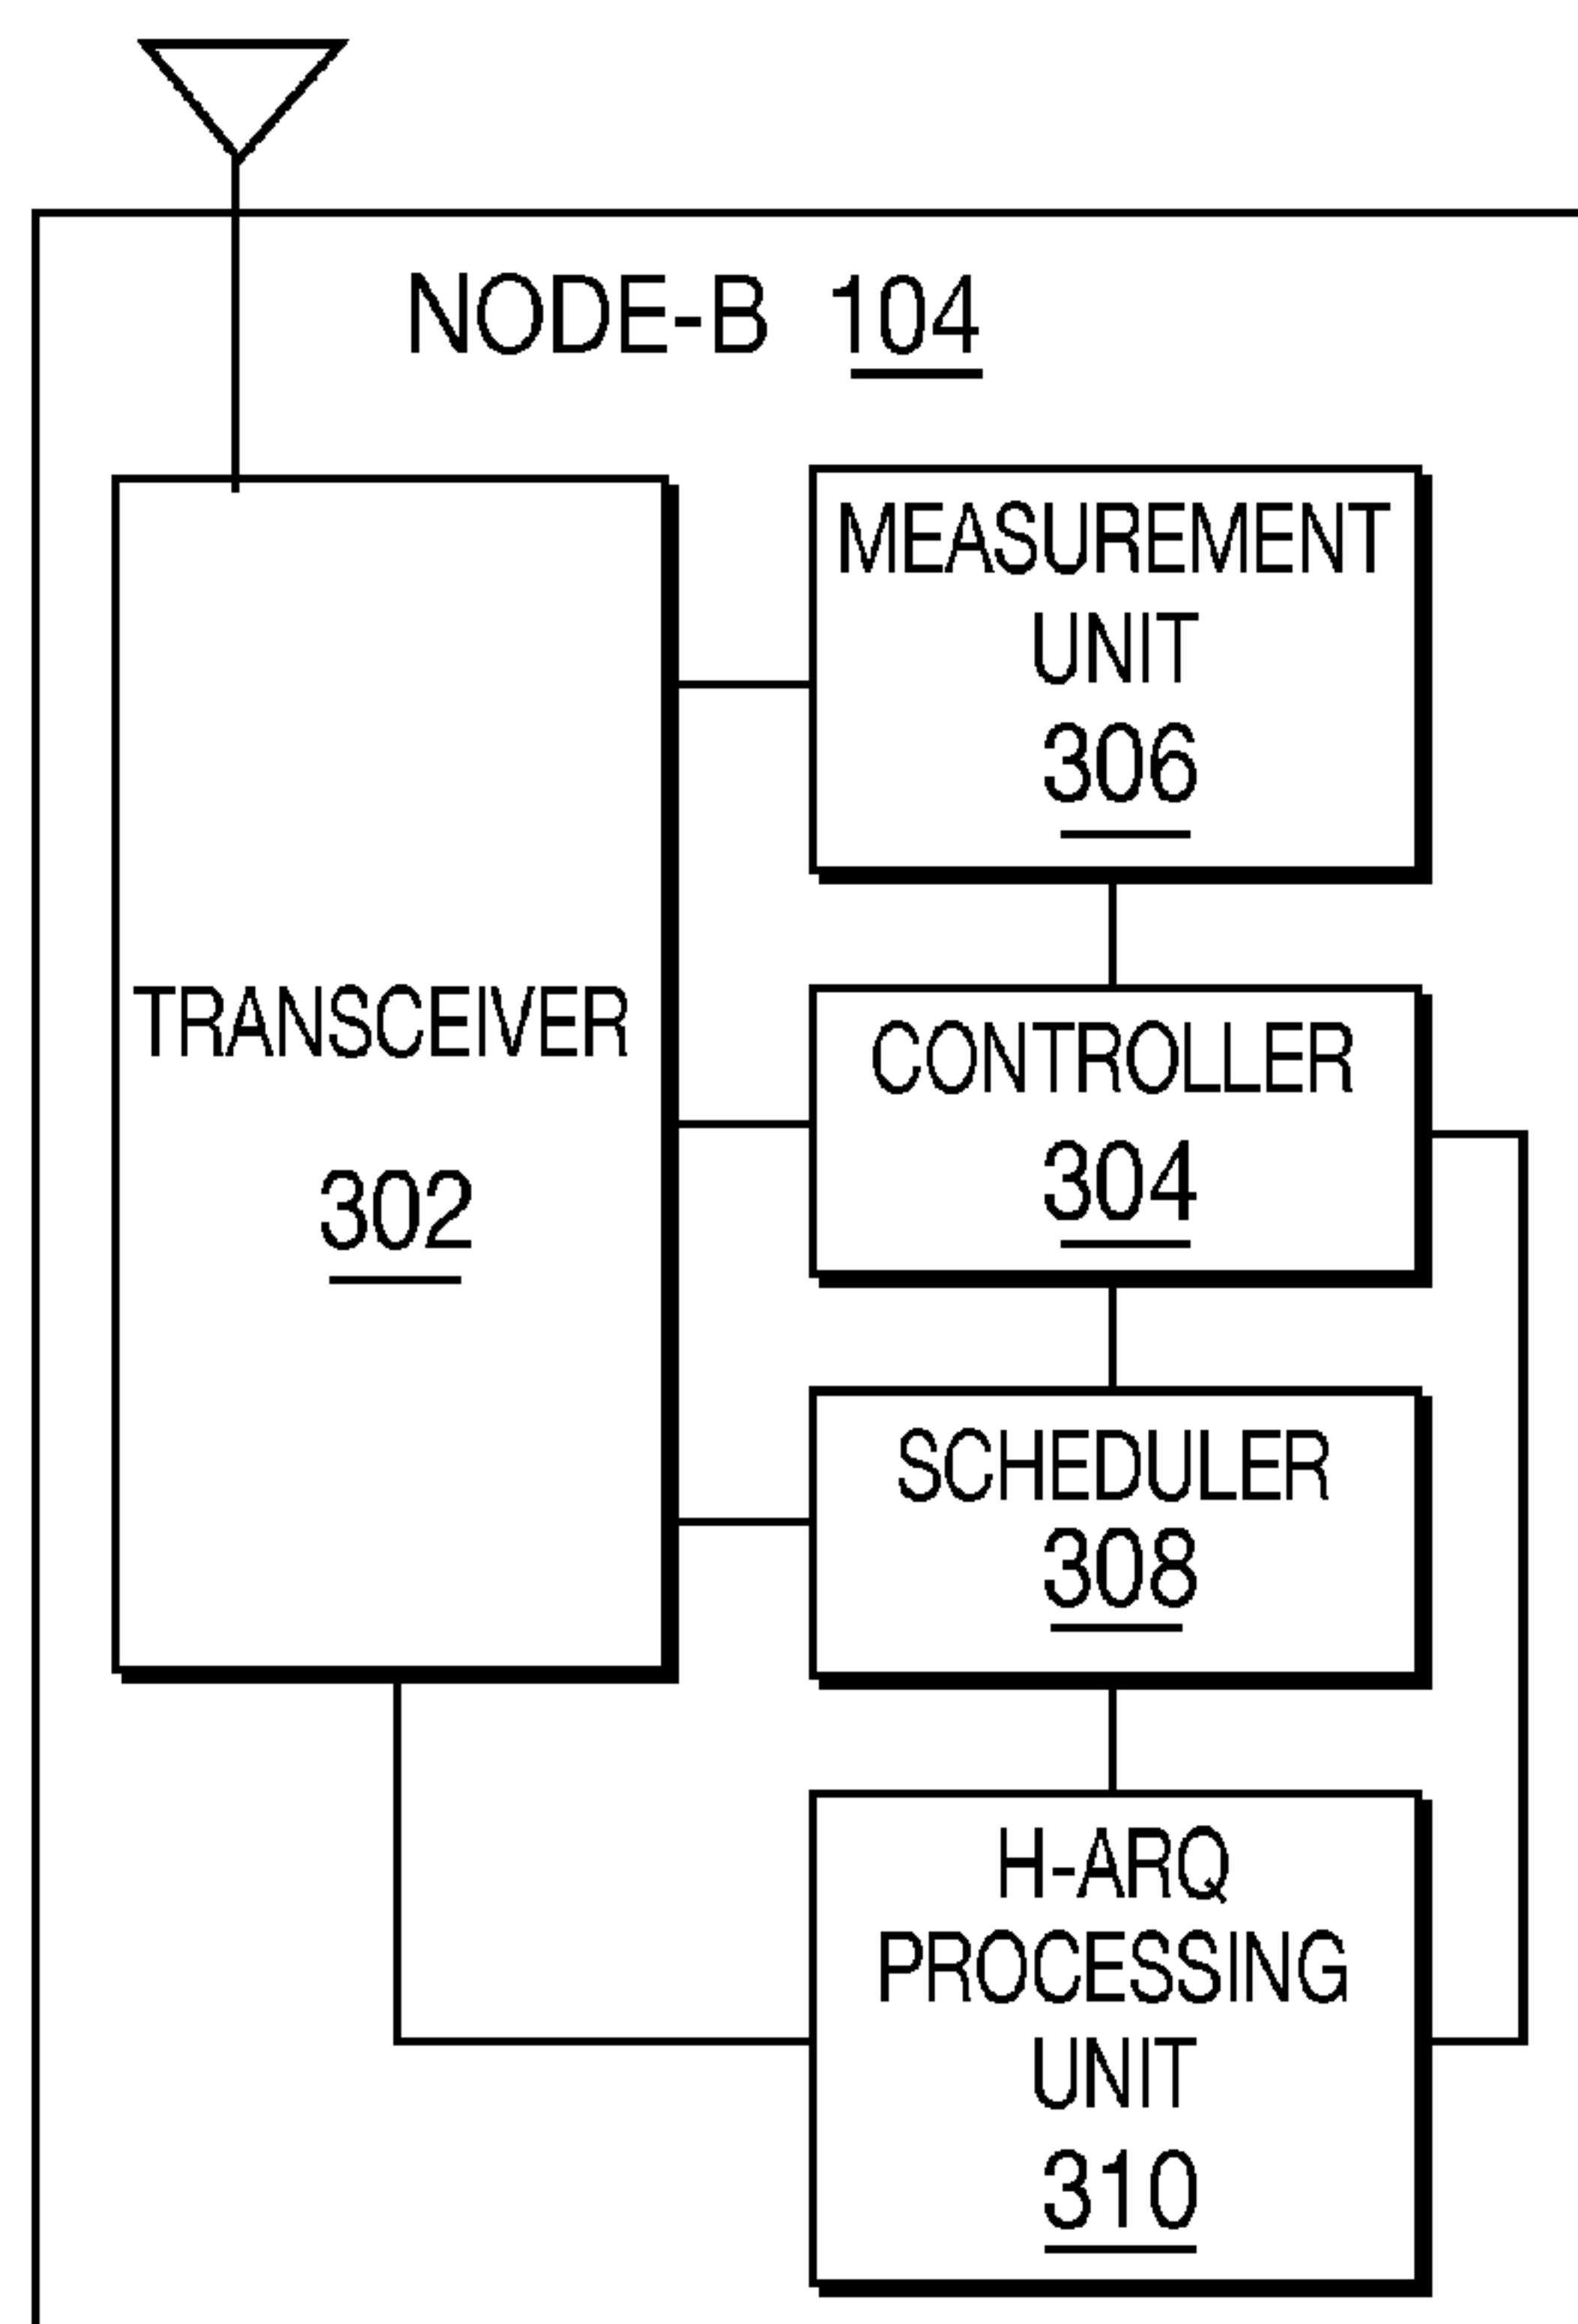 NODE-B 104
TRANSCEIVER
302
MEASUREMENT
UNIT
306
CONTROLLER
304
SCHEDULER
308
H-ARQ
PROCESSING
UNIT
310